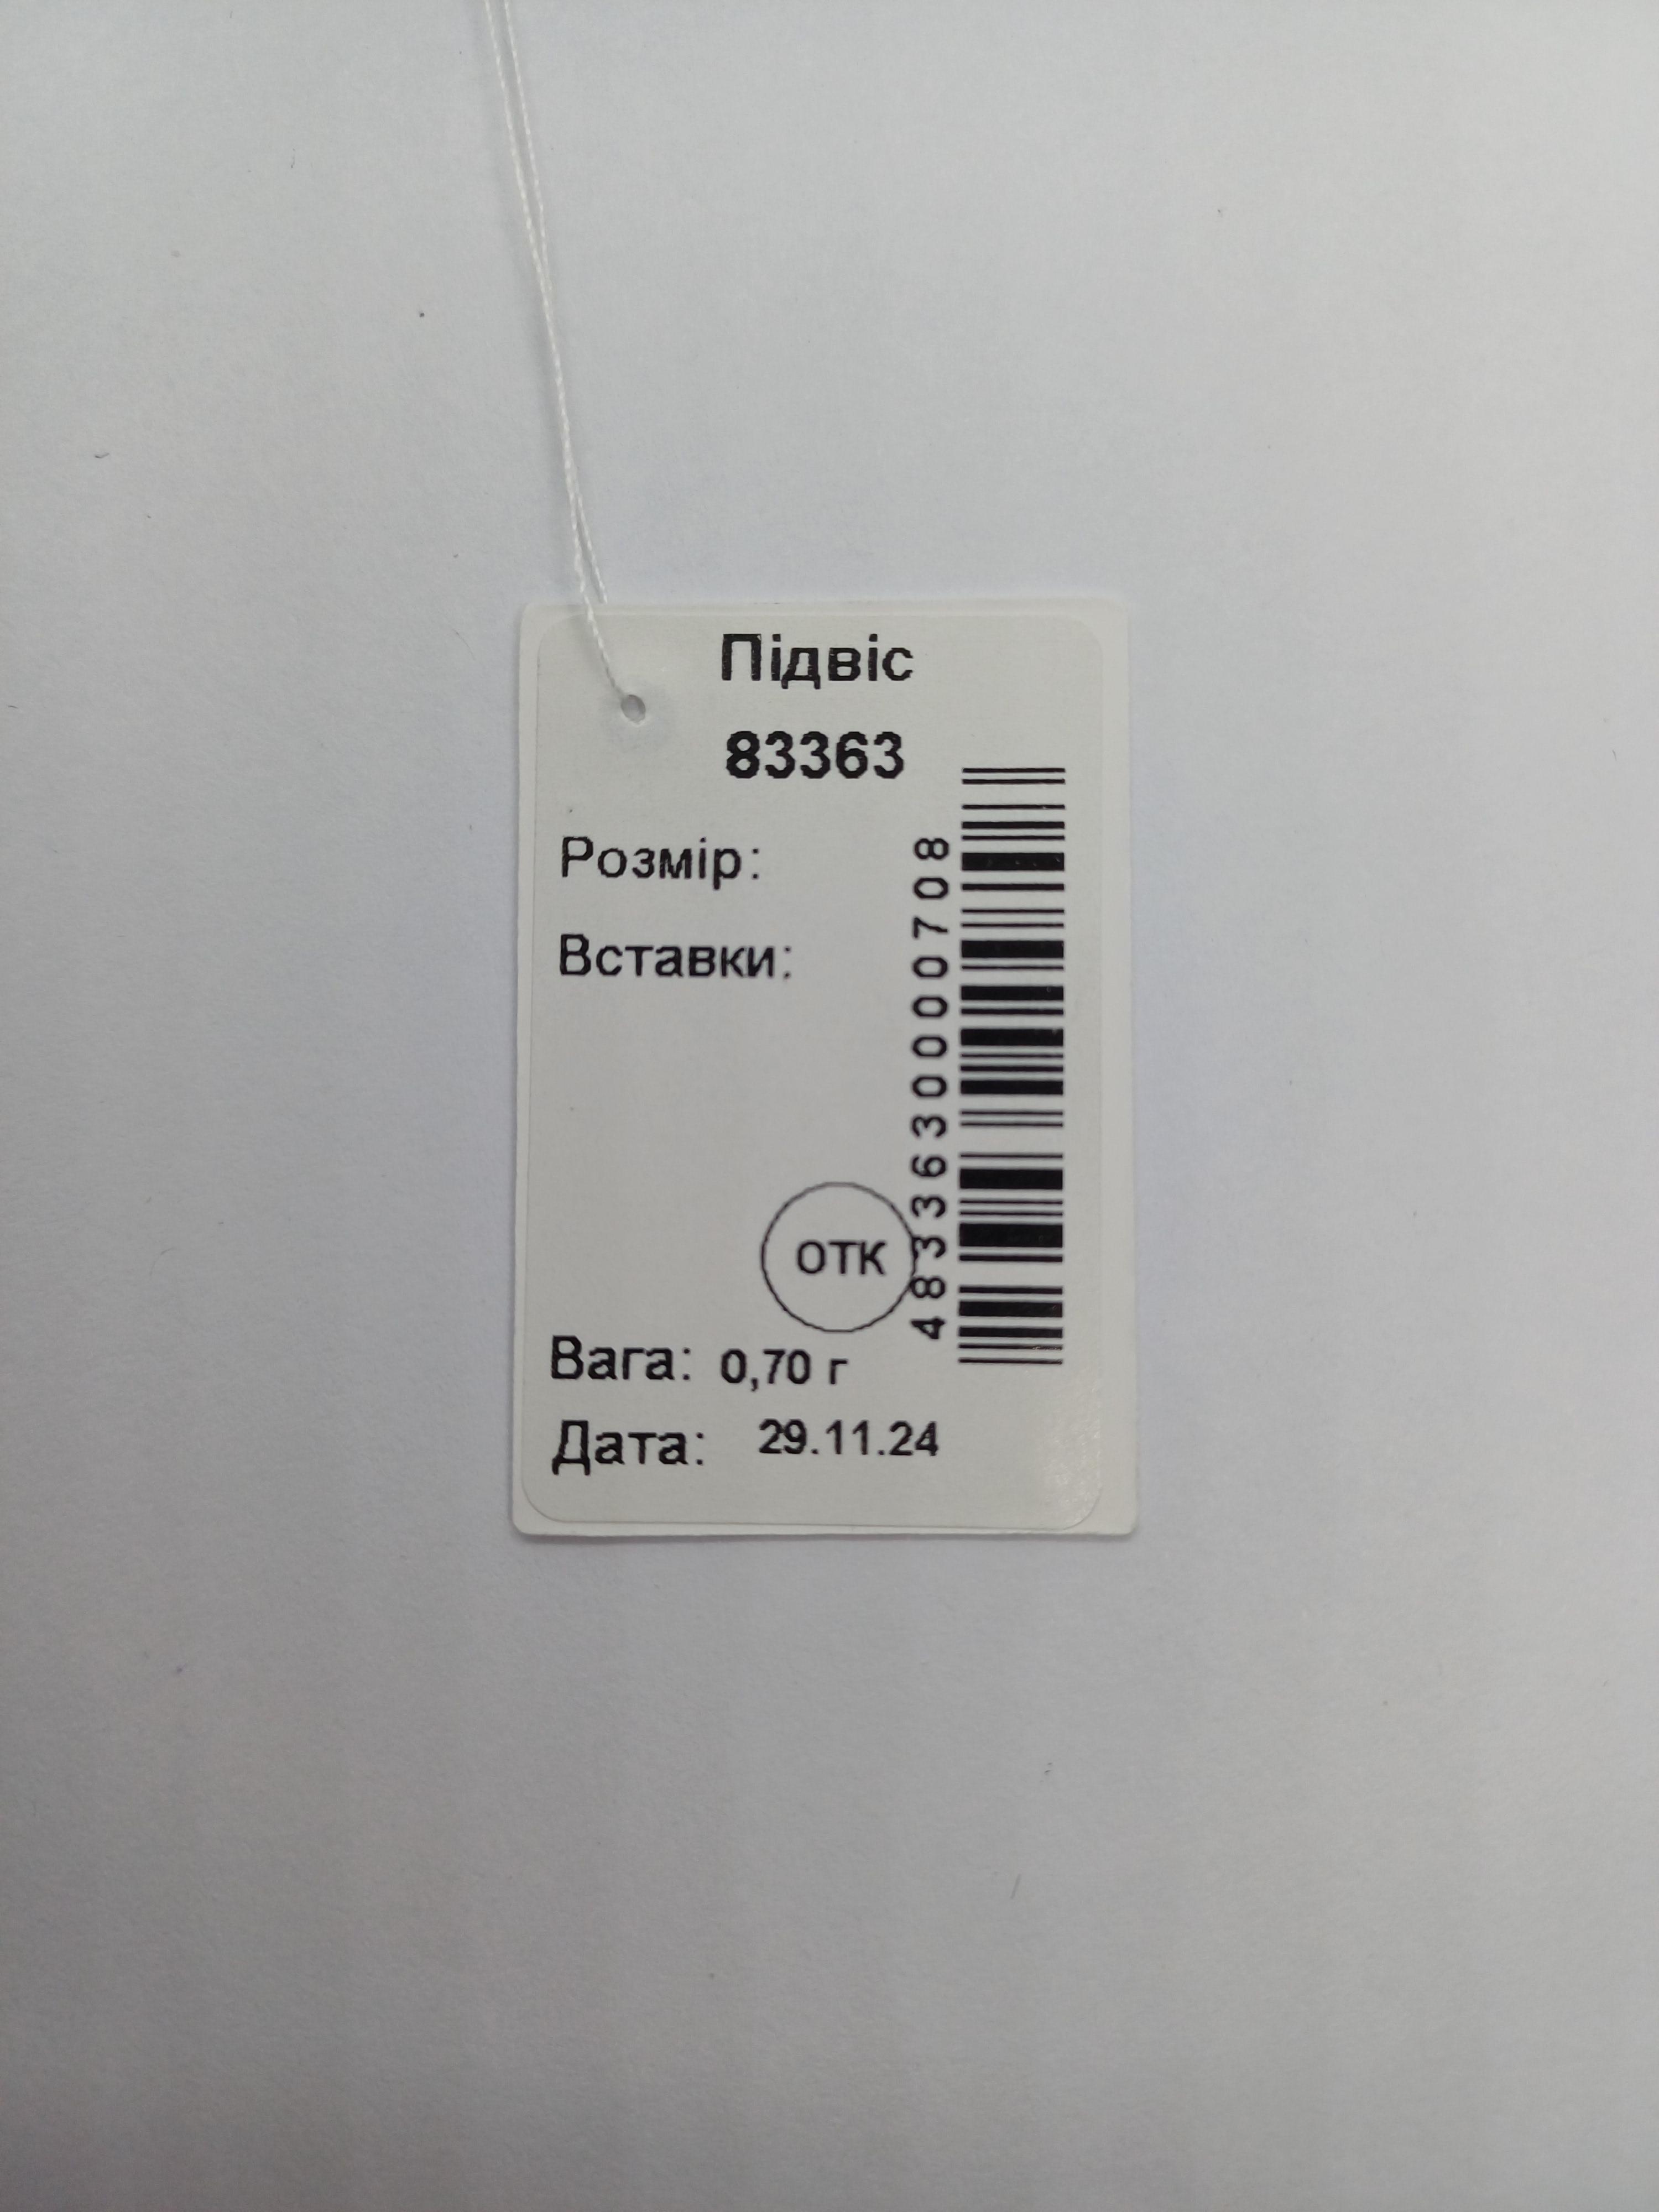 Підвіс
83363
Розмір:
Вставки:
4833630000708
ОТК
Вага: 0,70 г
Дата: 29.11.24